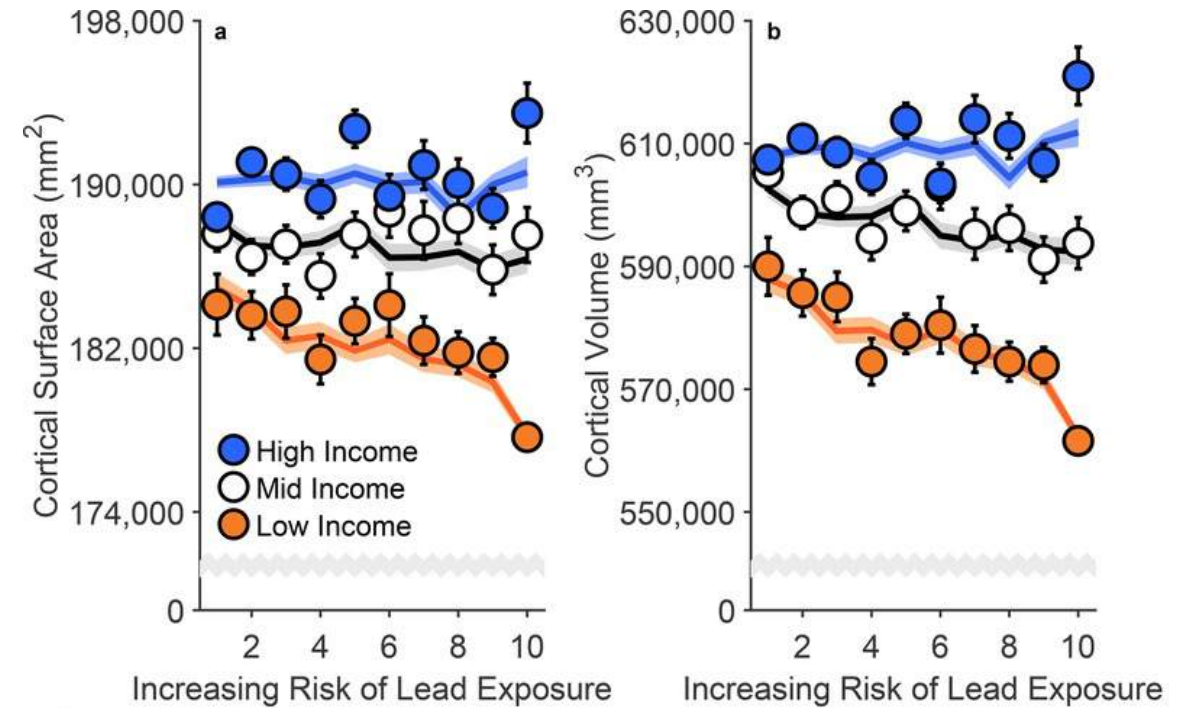 a
198,000
190,000
182,000
174,000
0
Cortical Surface Area (mm²)
High Income
Mid Income
Low Income
2 4 6 8 10
Increasing Risk of Lead Exposure
b
630,000
610,000
590,000
570,000
550,000
0
Cortical Volume (mm³)
2 4 6 8 10
Increasing Risk of Lead Exposure